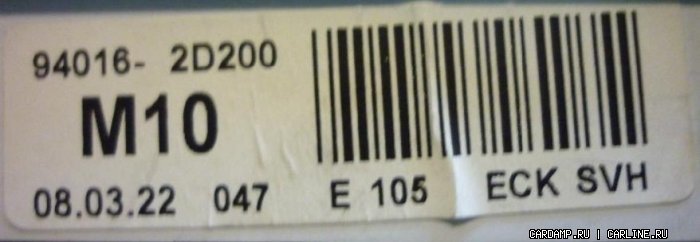 94016- 2D200
M10
08.03.22 047 E 105 ECK SVH
CARDAMP.RU | CARLINE.RU